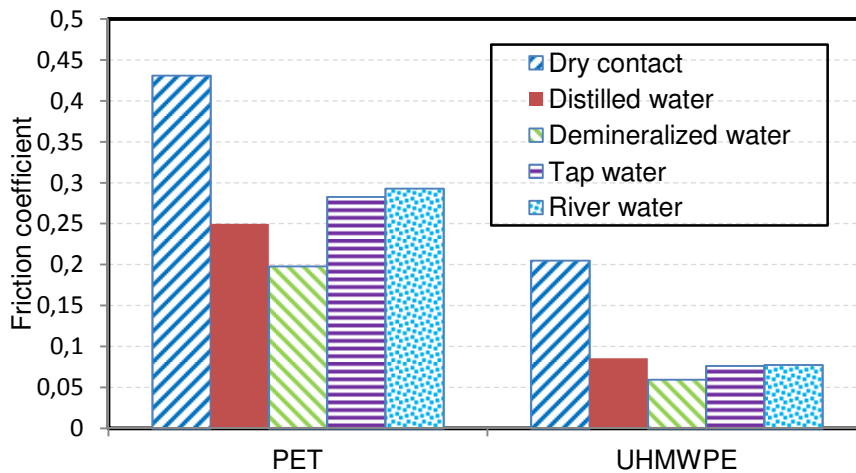 Friction coefficient
0,5
0,45
0,4
0,35
0,3
0,25
0,2
0,15
0,1
0,05
0
Dry contact
Distilled water
Demineralized water
Tap water
River water
PET
UHMWPE